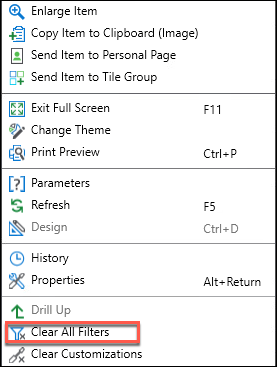 Enlarge Item
Copy Item to Clipboard (Image)
Send Item to Personal Page
Send Item to Tile Group
Exit Full Screen F11
Change Theme
Print Preview Ctrl+P
[?] Parameters
Refresh F5
Design Ctrl+D
History
Properties Alt+Return
Drill Up
Clear All Filters
Clear Customizations